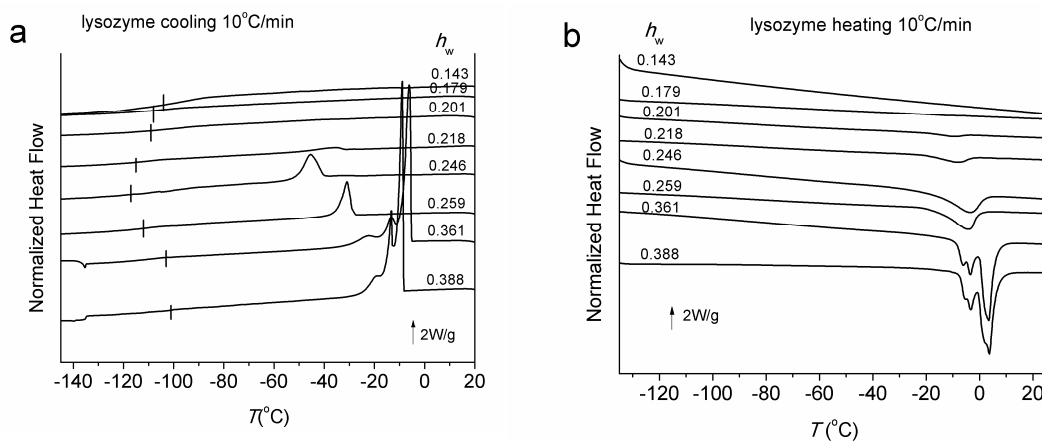 a
lysozyme cooling 10°C/min
h_w
0.143
0.179
0.201
0.218
0.246
0.259
0.361
0.388
2W/g
Normalized Heat Flow
-140 -120 -100 -80 -60 -40 -20 0 20
T(°C)
b
lysozyme heating 10°C/min
h_w
0.143
0.179
0.201
0.218
0.246
0.259
0.361
0.388
2W/g
Normalized Heat Flow
-120 -100 -80 -60 -40 -20 0 20
T (°C)